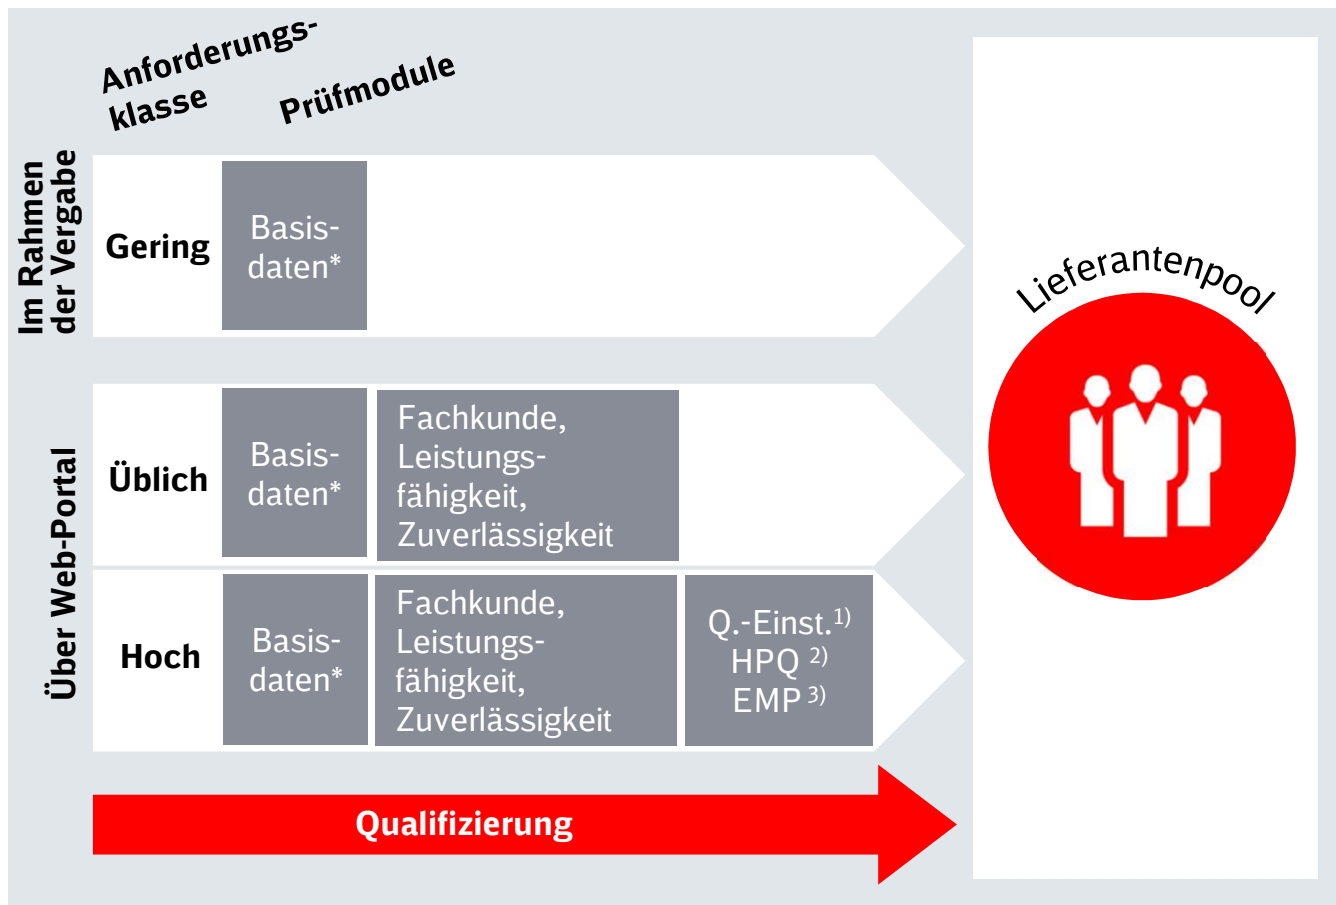 Anforderungs-
klasse
Prüfmodule
Im Rahmen
der Vergabe
Gering
Basis-
daten*
Über Web-Portal
Üblich
Basis-
daten*
Fachkunde,
Leistungs-
fähigkeit,
Zuverlässigkeit
Hoch
Basis-
daten*
Fachkunde,
Leistungs-
fähigkeit,
Zuverlässigkeit
Q.-Einst.1)
HPQ 2)
EMP 3)
Qualifizierung
Lieferantenpool